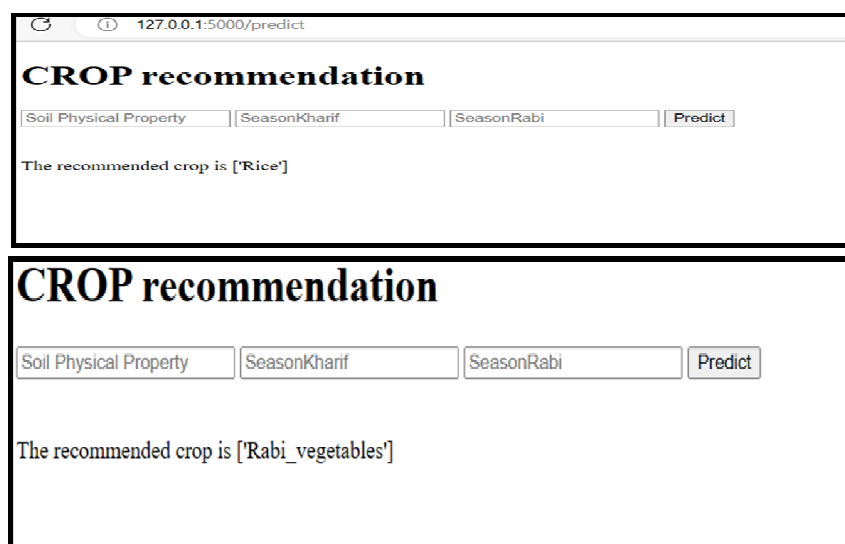 127.0.0.1:5000/predict
CROP recommendation
Soil Physical Property SeasonKharif SeasonRabi Predict
The recommended crop is ['Rice']
CROP recommendation
Soil Physical Property SeasonKharif SeasonRabi Predict
The recommended crop is ['Rabi_vegetables']